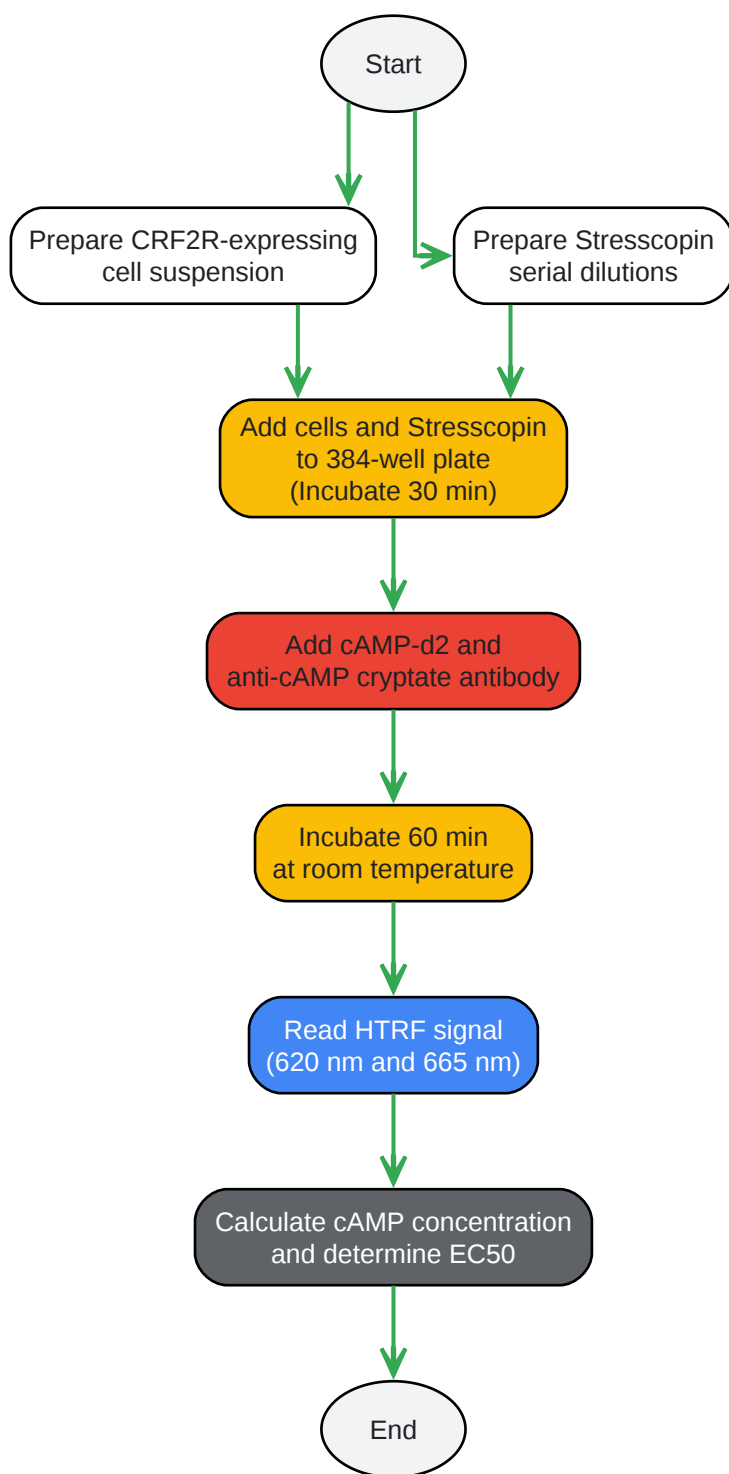 Start
Prepare CRF2R-expressing
cell suspension
Prepare Stresscopin
serial dilutions
Add cells and Stresscopin
to 384-well plate
(Incubate 30 min)
Add cAMP-d2 and
anti-cAMP cryptate antibody
Incubate 60 min
at room temperature
Read HTRF signal
(620 nm and 665 nm)
Calculate cAMP concentration
and determine EC50
End